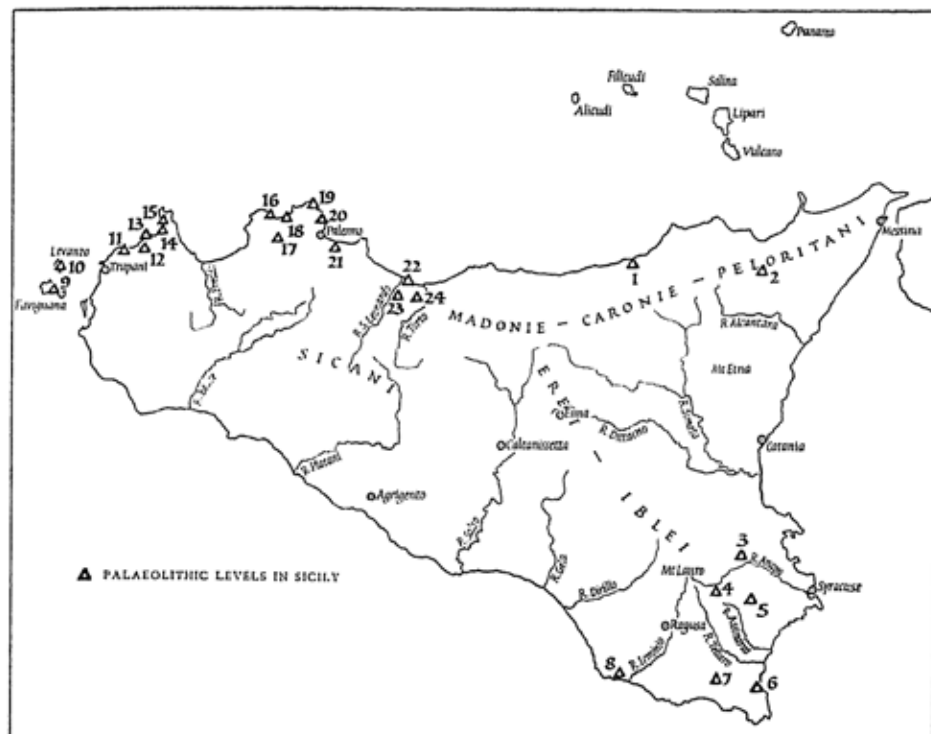 Panarea
Filicudi
Salina
Alicudi
Lipari
Vulcano
19
16
15
20
18
13
Palermo
Messina
11
14
17
21
Levanzo
12
10
Trapani
22
1
2
9
Favignana
23
24
MADONIE – CARONIE – PELORITANI
R. Torto
R. Alcantara
SICANI
Mt Etna
EREI
Enna
R. Simeto
R. Dittaino
Caltanissetta
Catania
R. Platani
Agrigento
IBLEI
R. Salso
R. Gela
3
R. Anapo
PALAEOLITHIC LEVELS IN SICILY
Mt Lauro
4
Syracuse
R. Dirillo
5
Ragusa
R. Tellaro
R. Irminio
8
7
6